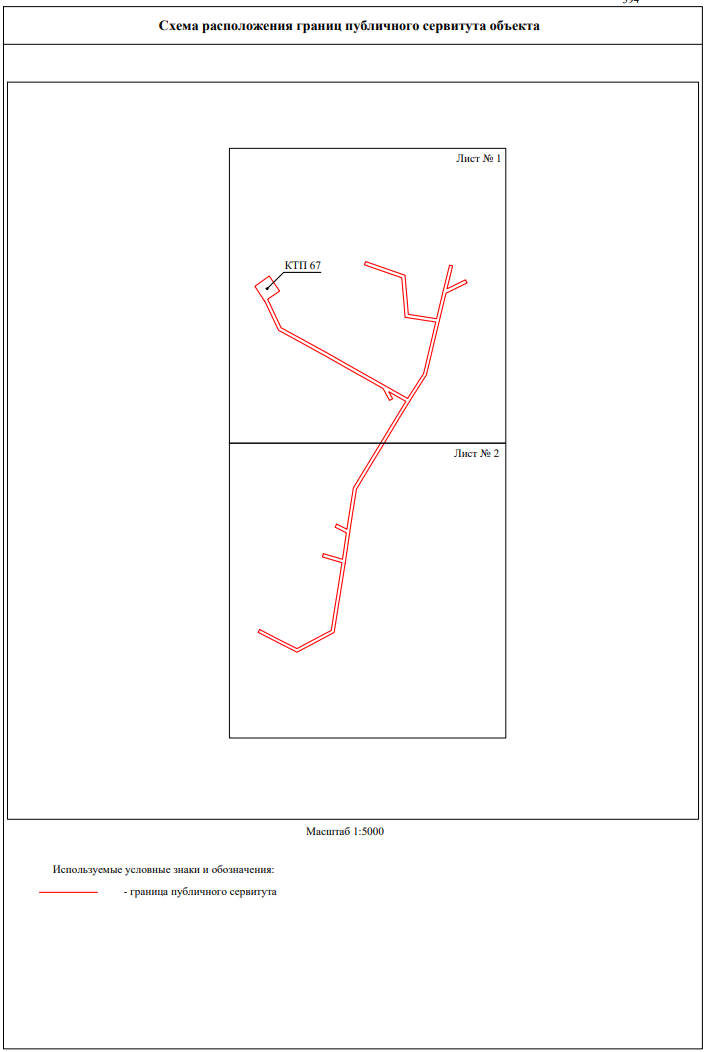 Схема расположения границ публичного сервитута объекта
Лист № 1
КТП 67
Лист № 2
Масштаб 1:5000
Используемые условные знаки и обозначения:
- граница публичного сервитута